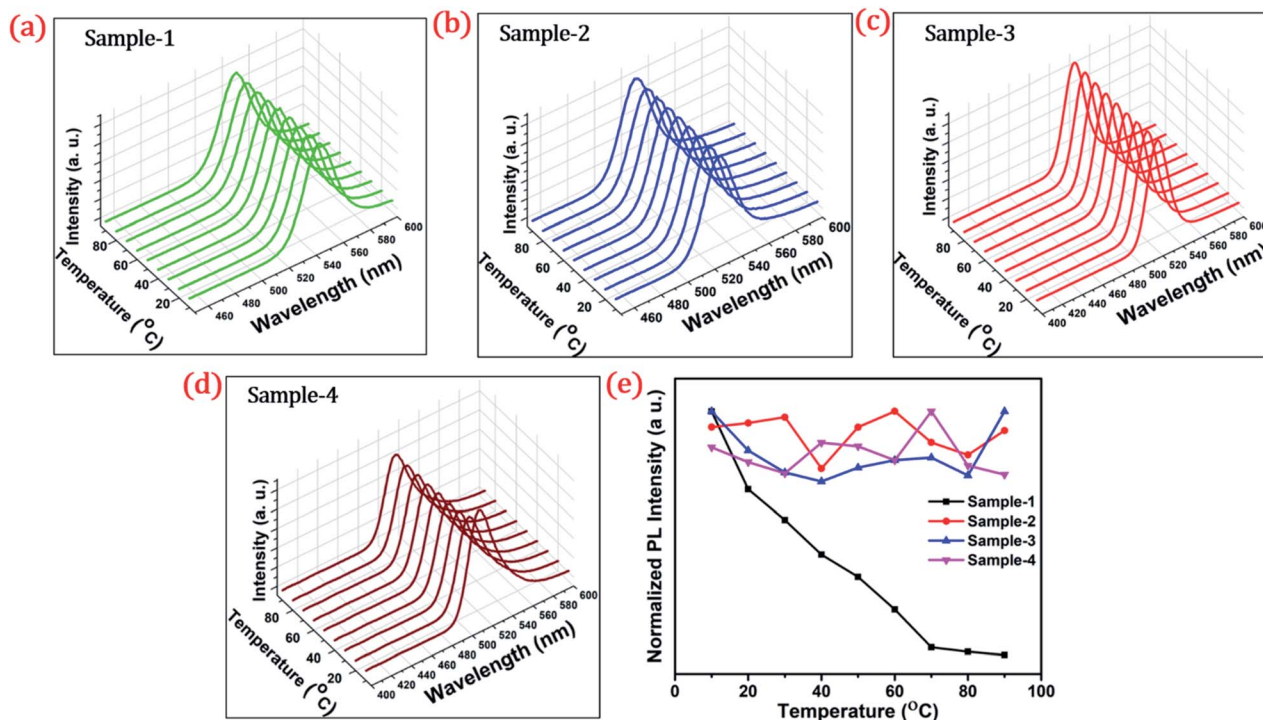 (a)
Sample-1
Intensity (a. u.)
80
60
40
20
Temperature (°C)
460
480
500
520
540
560
580
600
Wavelength (nm)
(b)
Sample-2
Intensity (a. u.)
80
60
40
20
Temperature (°C)
460
480
500
520
540
560
580
600
Wavelength (nm)
(c)
Sample-3
Intensity (a. u.)
80
60
40
20
Temperature (°C)
400
420
440
460
480
500
520
540
560
580
600
Wavelength (nm)
(d)
Sample-4
Intensity (a. u.)
80
60
40
20
Temperature (°C)
400
420
440
460
480
500
520
540
560
580
600
Wavelength (nm)
(e)
Normalized PL Intensity (a u.)
Sample-1
Sample-2
Sample-3
Sample-4
0 20 40 60 80 100
Temperature (°C)